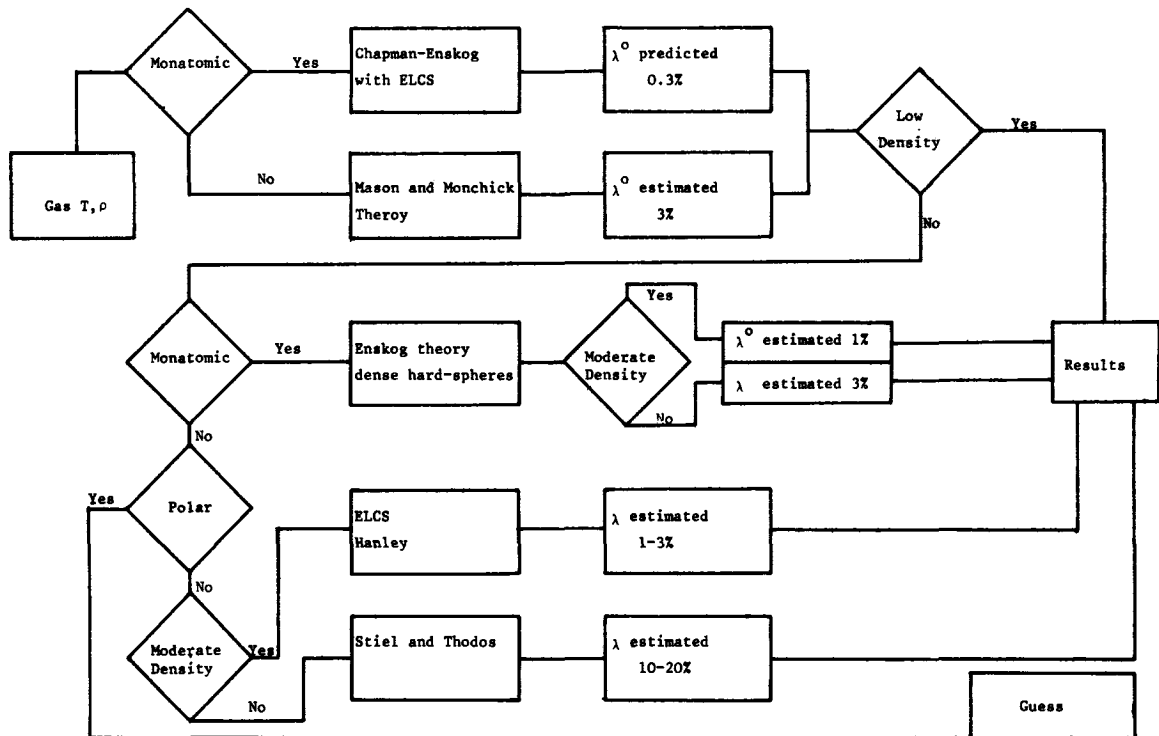 Monatomic
Yes
Chapman-Enskog
with ELCS
λ° predicted
0.3%
Low
Density
Yes
Gas T,ρ
No
Mason and Monchick
Theroy
λ° estimated
3%
No
Monatomic
Yes
Enskog theory
dense hard-spheres
Moderate
Density
Yes
No
λ° estimated 1%
λ estimated 3%
Results
No
Yes
Polar
ELCS
Hanley
λ estimated
1-3%
No
Moderate
Density
Yes
No
Stiel and Thodos
λ estimated
10-20%
Guess